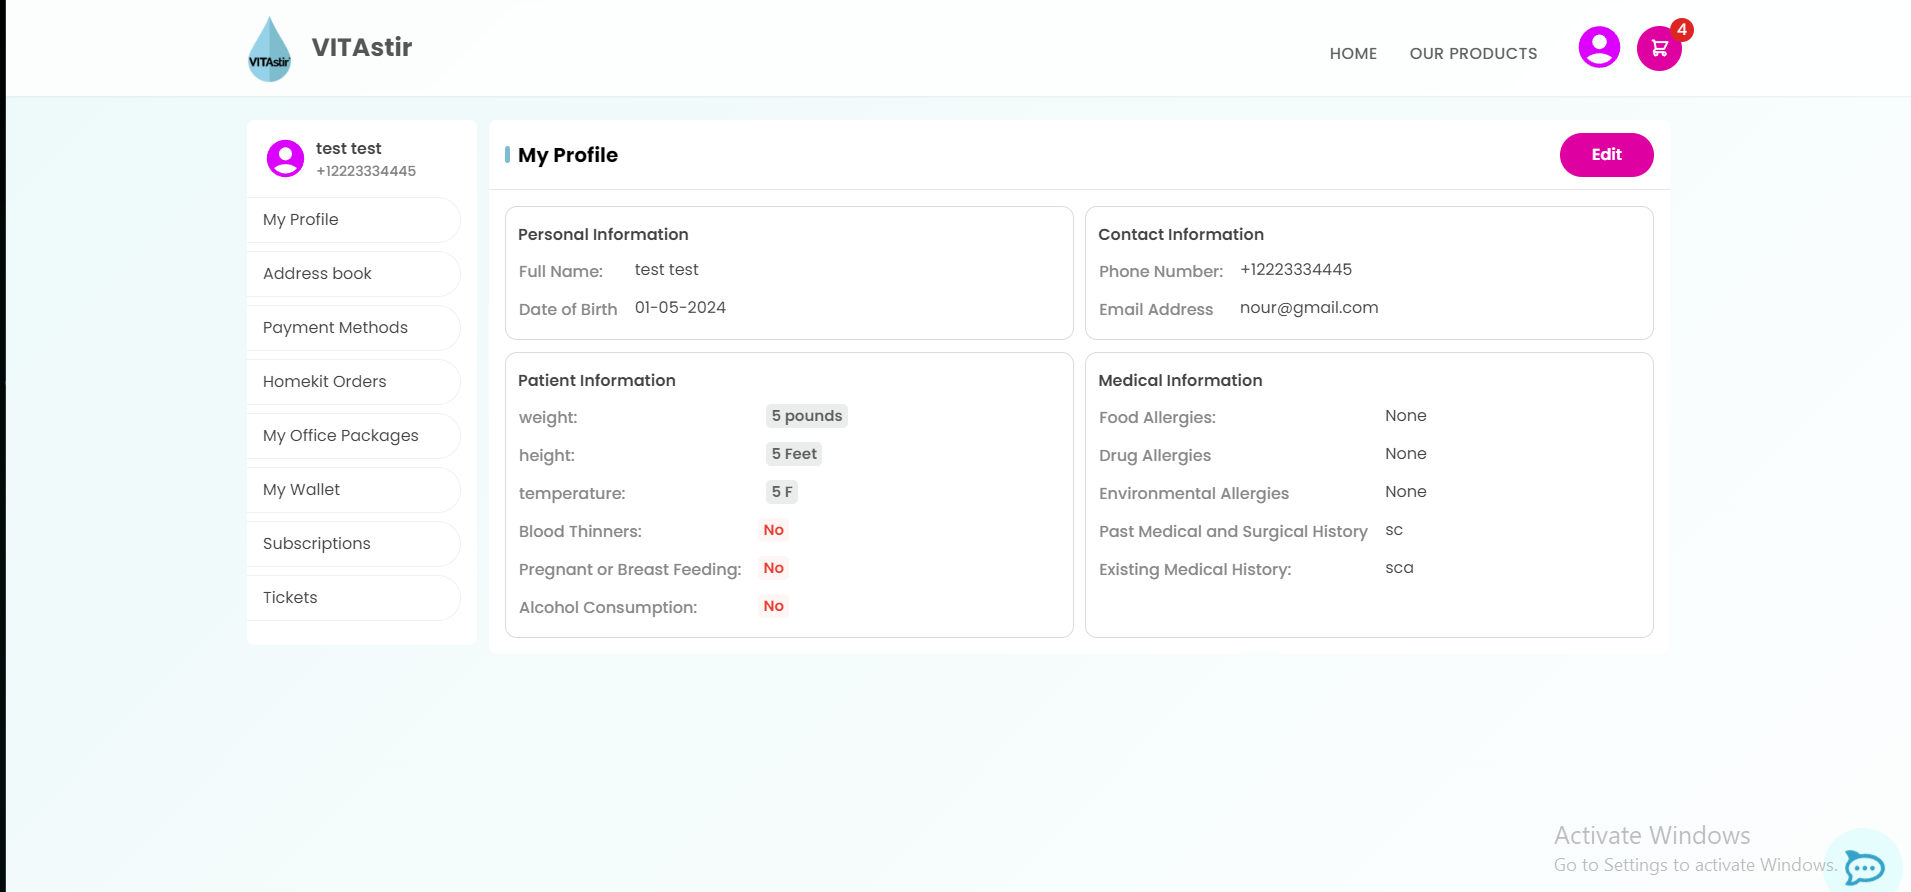 VITAstir
VITAstir
HOME
OUR PRODUCTS
4
test test
+12223334445
My Profile
Address book
Payment Methods
Homekit Orders
My Office Packages
My Wallet
Subscriptions
Tickets
My Profile
Edit
Personal Information
Full Name: test test
Date of Birth 01-05-2024
Contact Information
Phone Number: +12223334445
Email Address nour@gmail.com
Patient Information
weight: 5 pounds
height: 5 Feet
temperature: 5 F
Blood Thinners: No
Pregnant or Breast Feeding: No
Alcohol Consumption: No
Medical Information
Food Allergies: None
Drug Allergies None
Environmental Allergies None
Past Medical and Surgical History sc
Existing Medical History: sca
Activate Windows
Go to Settings to activate Windows.